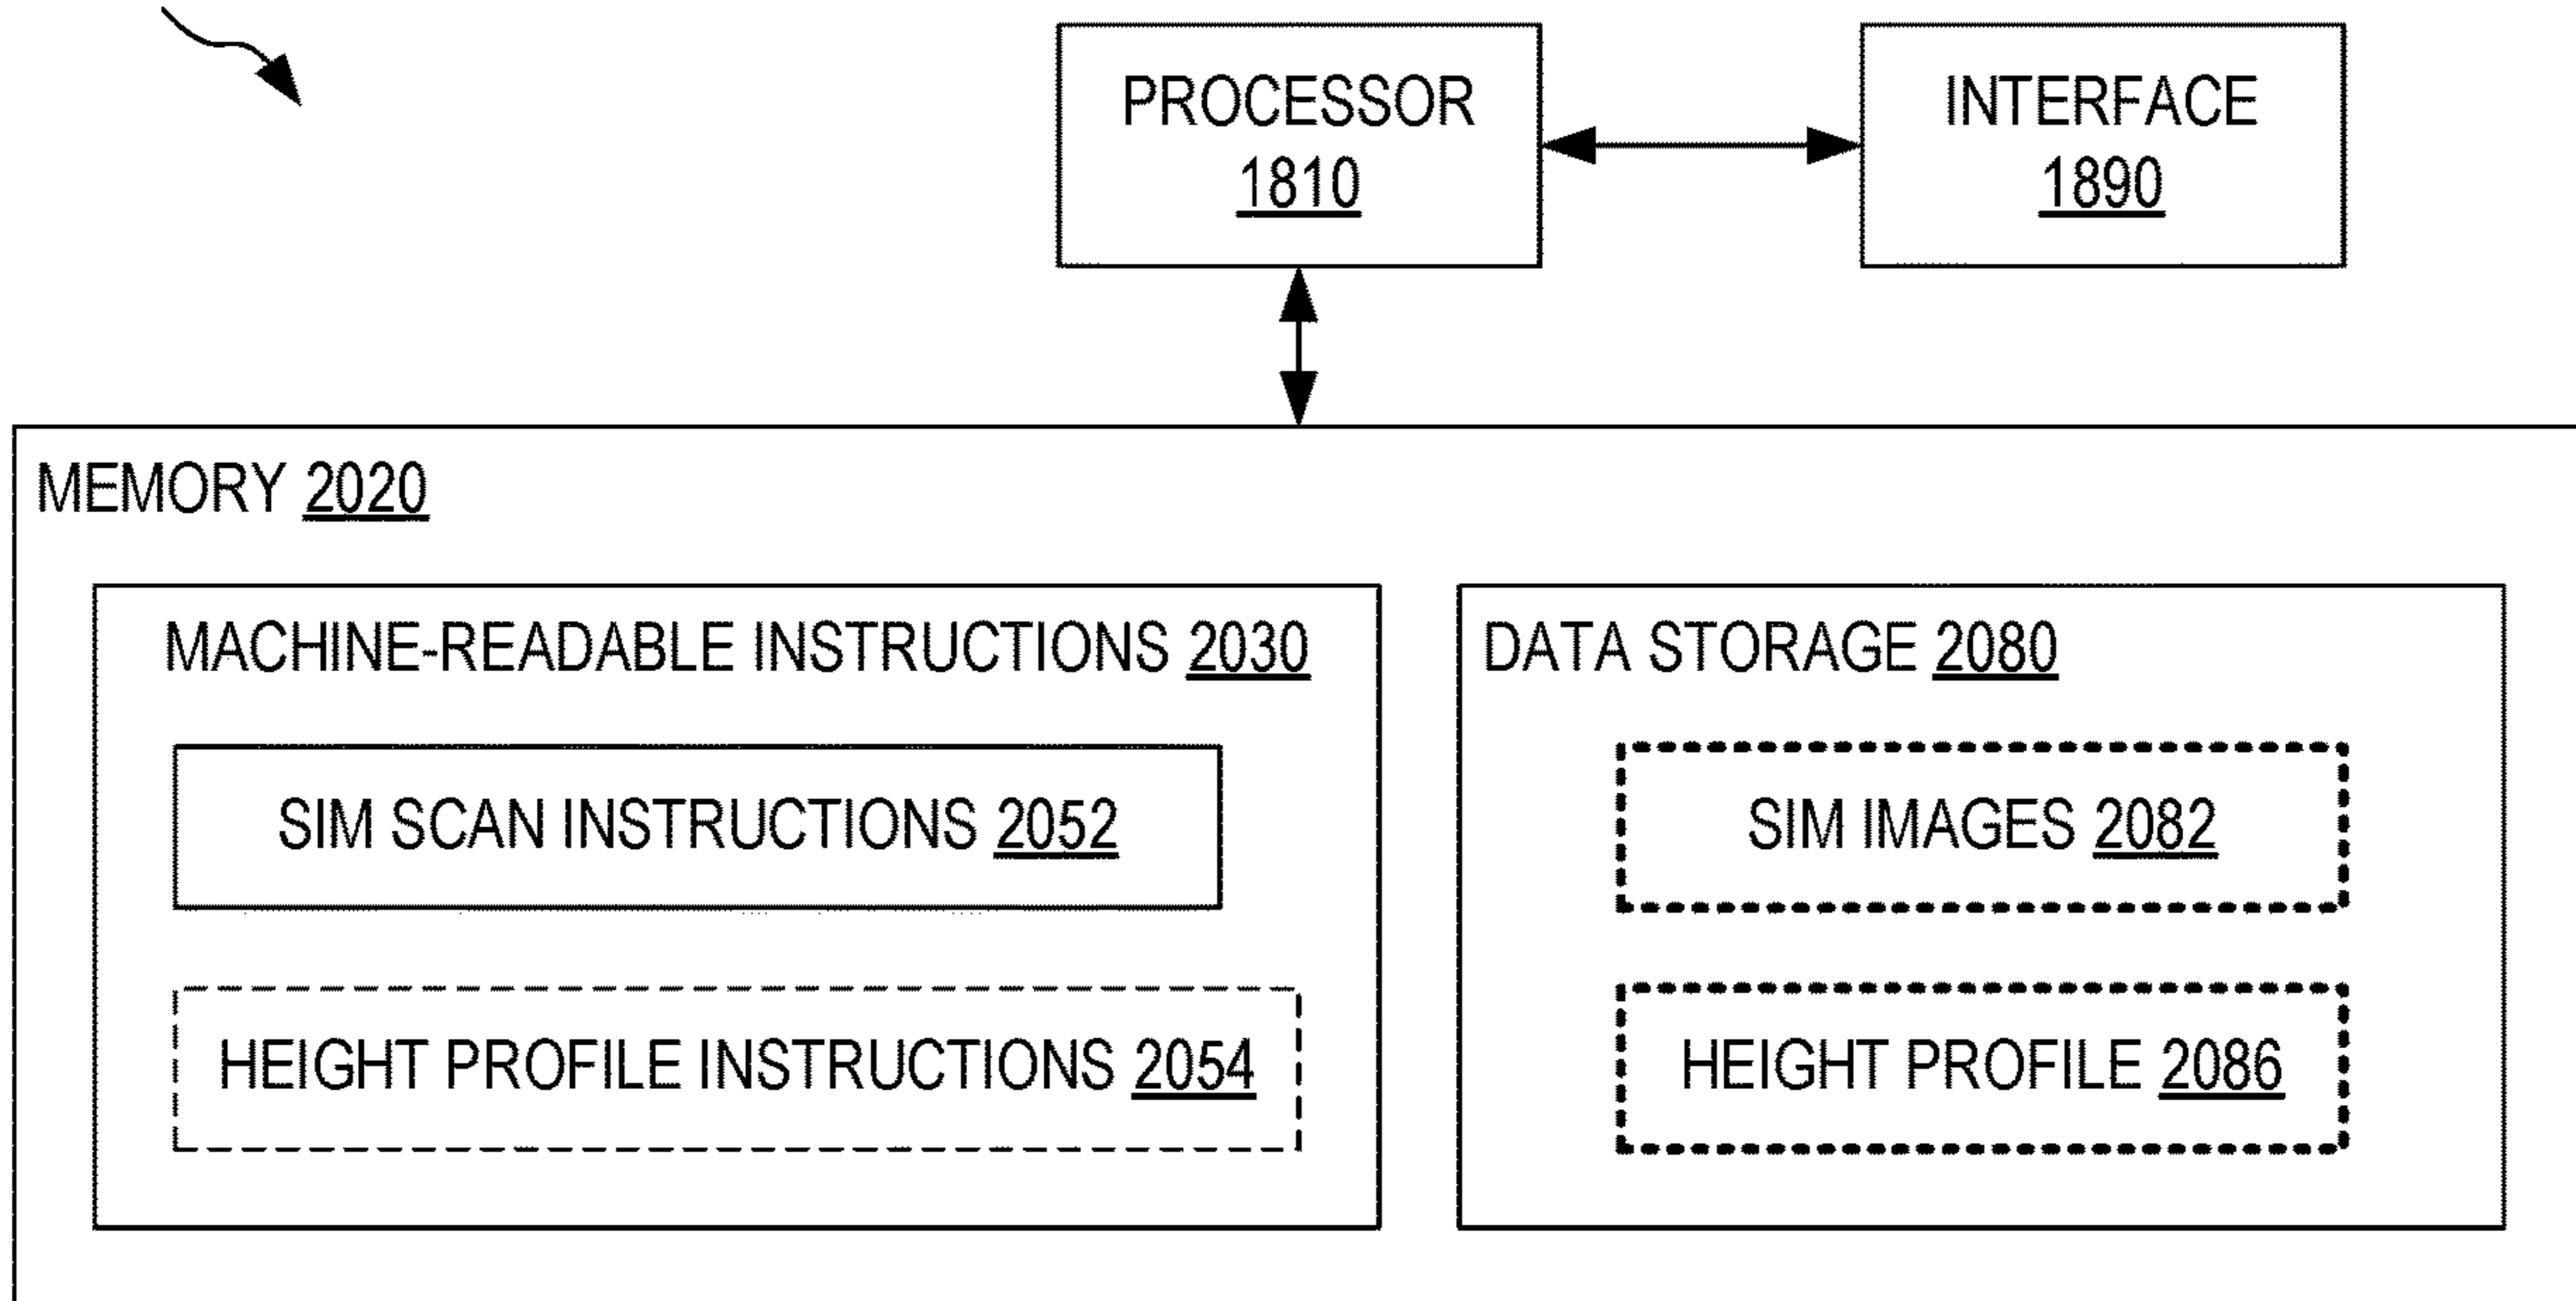 PROCESSOR
1810
INTERFACE
1890
MEMORY 2020
MACHINE-READABLE INSTRUCTIONS 2030
SIM SCAN INSTRUCTIONS 2052
HEIGHT PROFILE INSTRUCTIONS 2054
DATA STORAGE 2080
SIM IMAGES 2082
HEIGHT PROFILE 2086